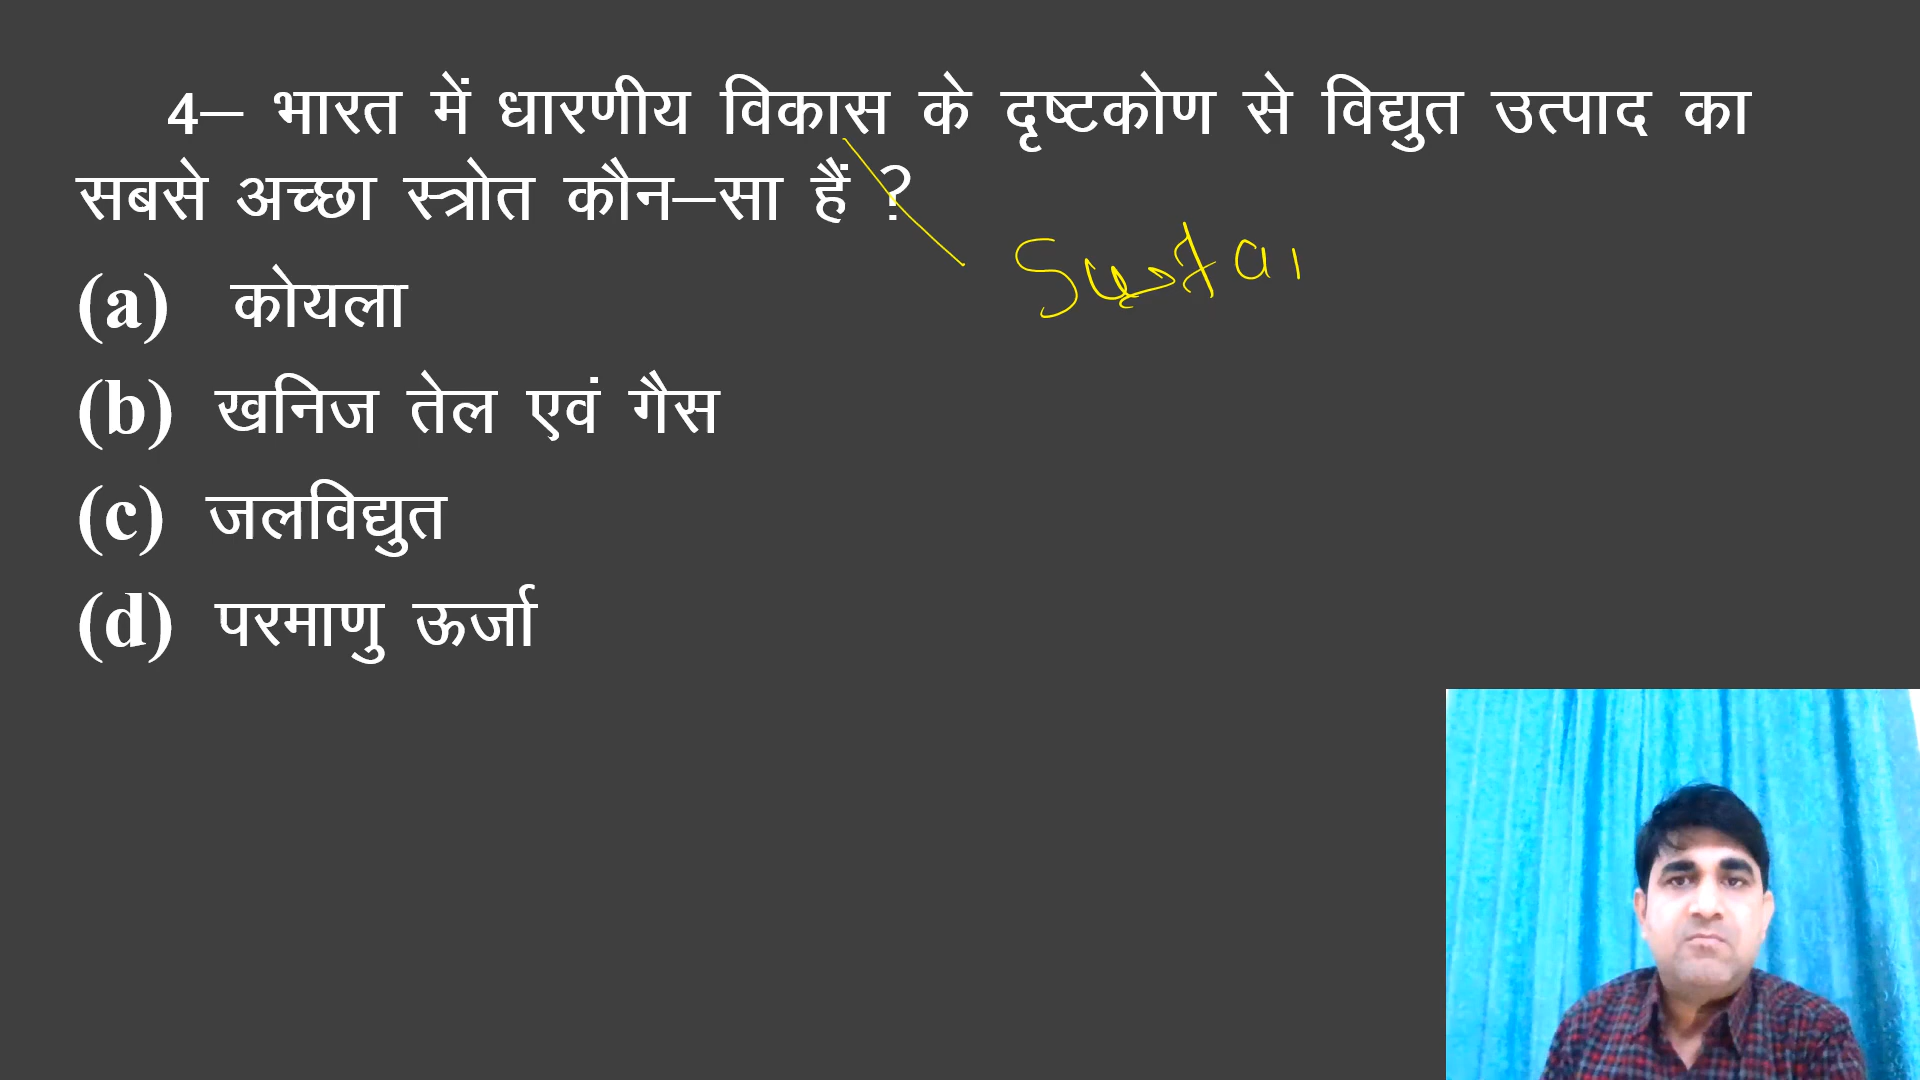 4– भारत में धारणीय विकास के दृष्टकोण से विद्युत उत्पाद का
सबसे अच्छा स्त्रोत कौन–सा हैं ?
(a) कोयला
(b) खनिज तेल एवं गैस
(c) जलविद्युत
(d) परमाणु ऊर्जा